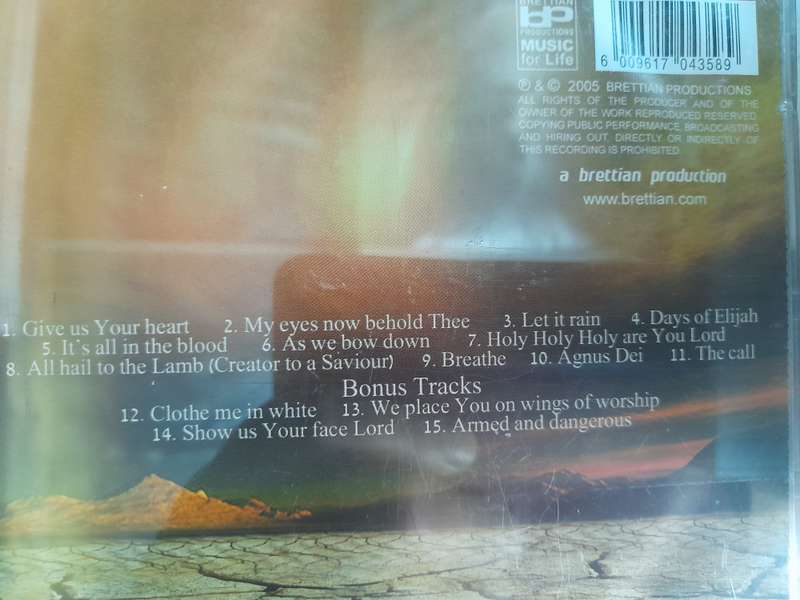 BRETTIAN
bp
PRODUCTIONS
MUSIC
for Life
6 009617 043589
℗ & © 2005 BRETTIAN PRODUCTIONS
ALL RIGHTS OF THE PRODUCER AND OF THE
OWNER OF THE WORK REPRODUCED RESERVED.
COPYING PUBLIC PERFORMANCE, BROADCASTING
AND HIRING OUT, DIRECTLY OR INDIRECTLY OF
THIS RECORDING IS PROHIBITED.
a brettian production
www.brettian.com
1. Give us Your heart 2. My eyes now behold Thee 3. Let it rain 4. Days of Elijah
5. It's all in the blood 6. As we bow down 7. Holy Holy Holy are You Lord
8. All hail to the Lamb (Creator to a Saviour) 9. Breathe 10. Agnus Dei 11. The call
Bonus Tracks
12. Clothe me in white 13. We place You on wings of worship
14. Show us Your face Lord 15. Armed and dangerous